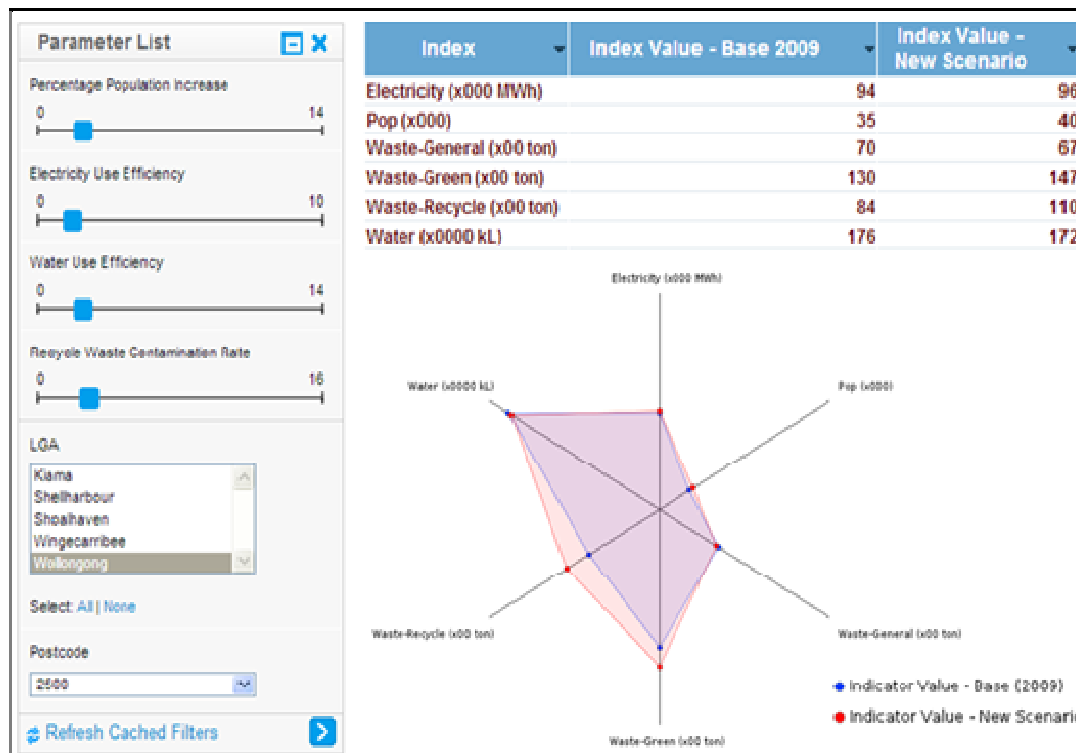 Parameter List
Percentage Population Increase
0 14
Electricity Use Efficiency
0 10
Water Use Efficiency
0 14
Recycle Waste Contamination Rate
0 16
LGA
Kiama
Shellharbour
Shoalhaven
Wingecarribee
Wollongong
Select: All | None
Postcode
2500
Refresh Cached Filters
Index Index Value - Base 2009 Index Value -
New Scenario
Electricity (x000 MWh) 94 96
Pop (x000) 35 40
Waste-General (x00 ton) 70 67
Waste-Green (x00 ton) 130 147
Waste-Recycle (x00 ton) 84 110
Water (x0000 kL) 176 172
Electricity (x000 MWh)
Water (x0000 kL)
Pop (x000)
Waste-Recycle (x00 ton)
Waste-General (x00 ton)
Waste-Green (x00 ton)
Indicator Value - Base (2009)
Indicator Value - New Scenario